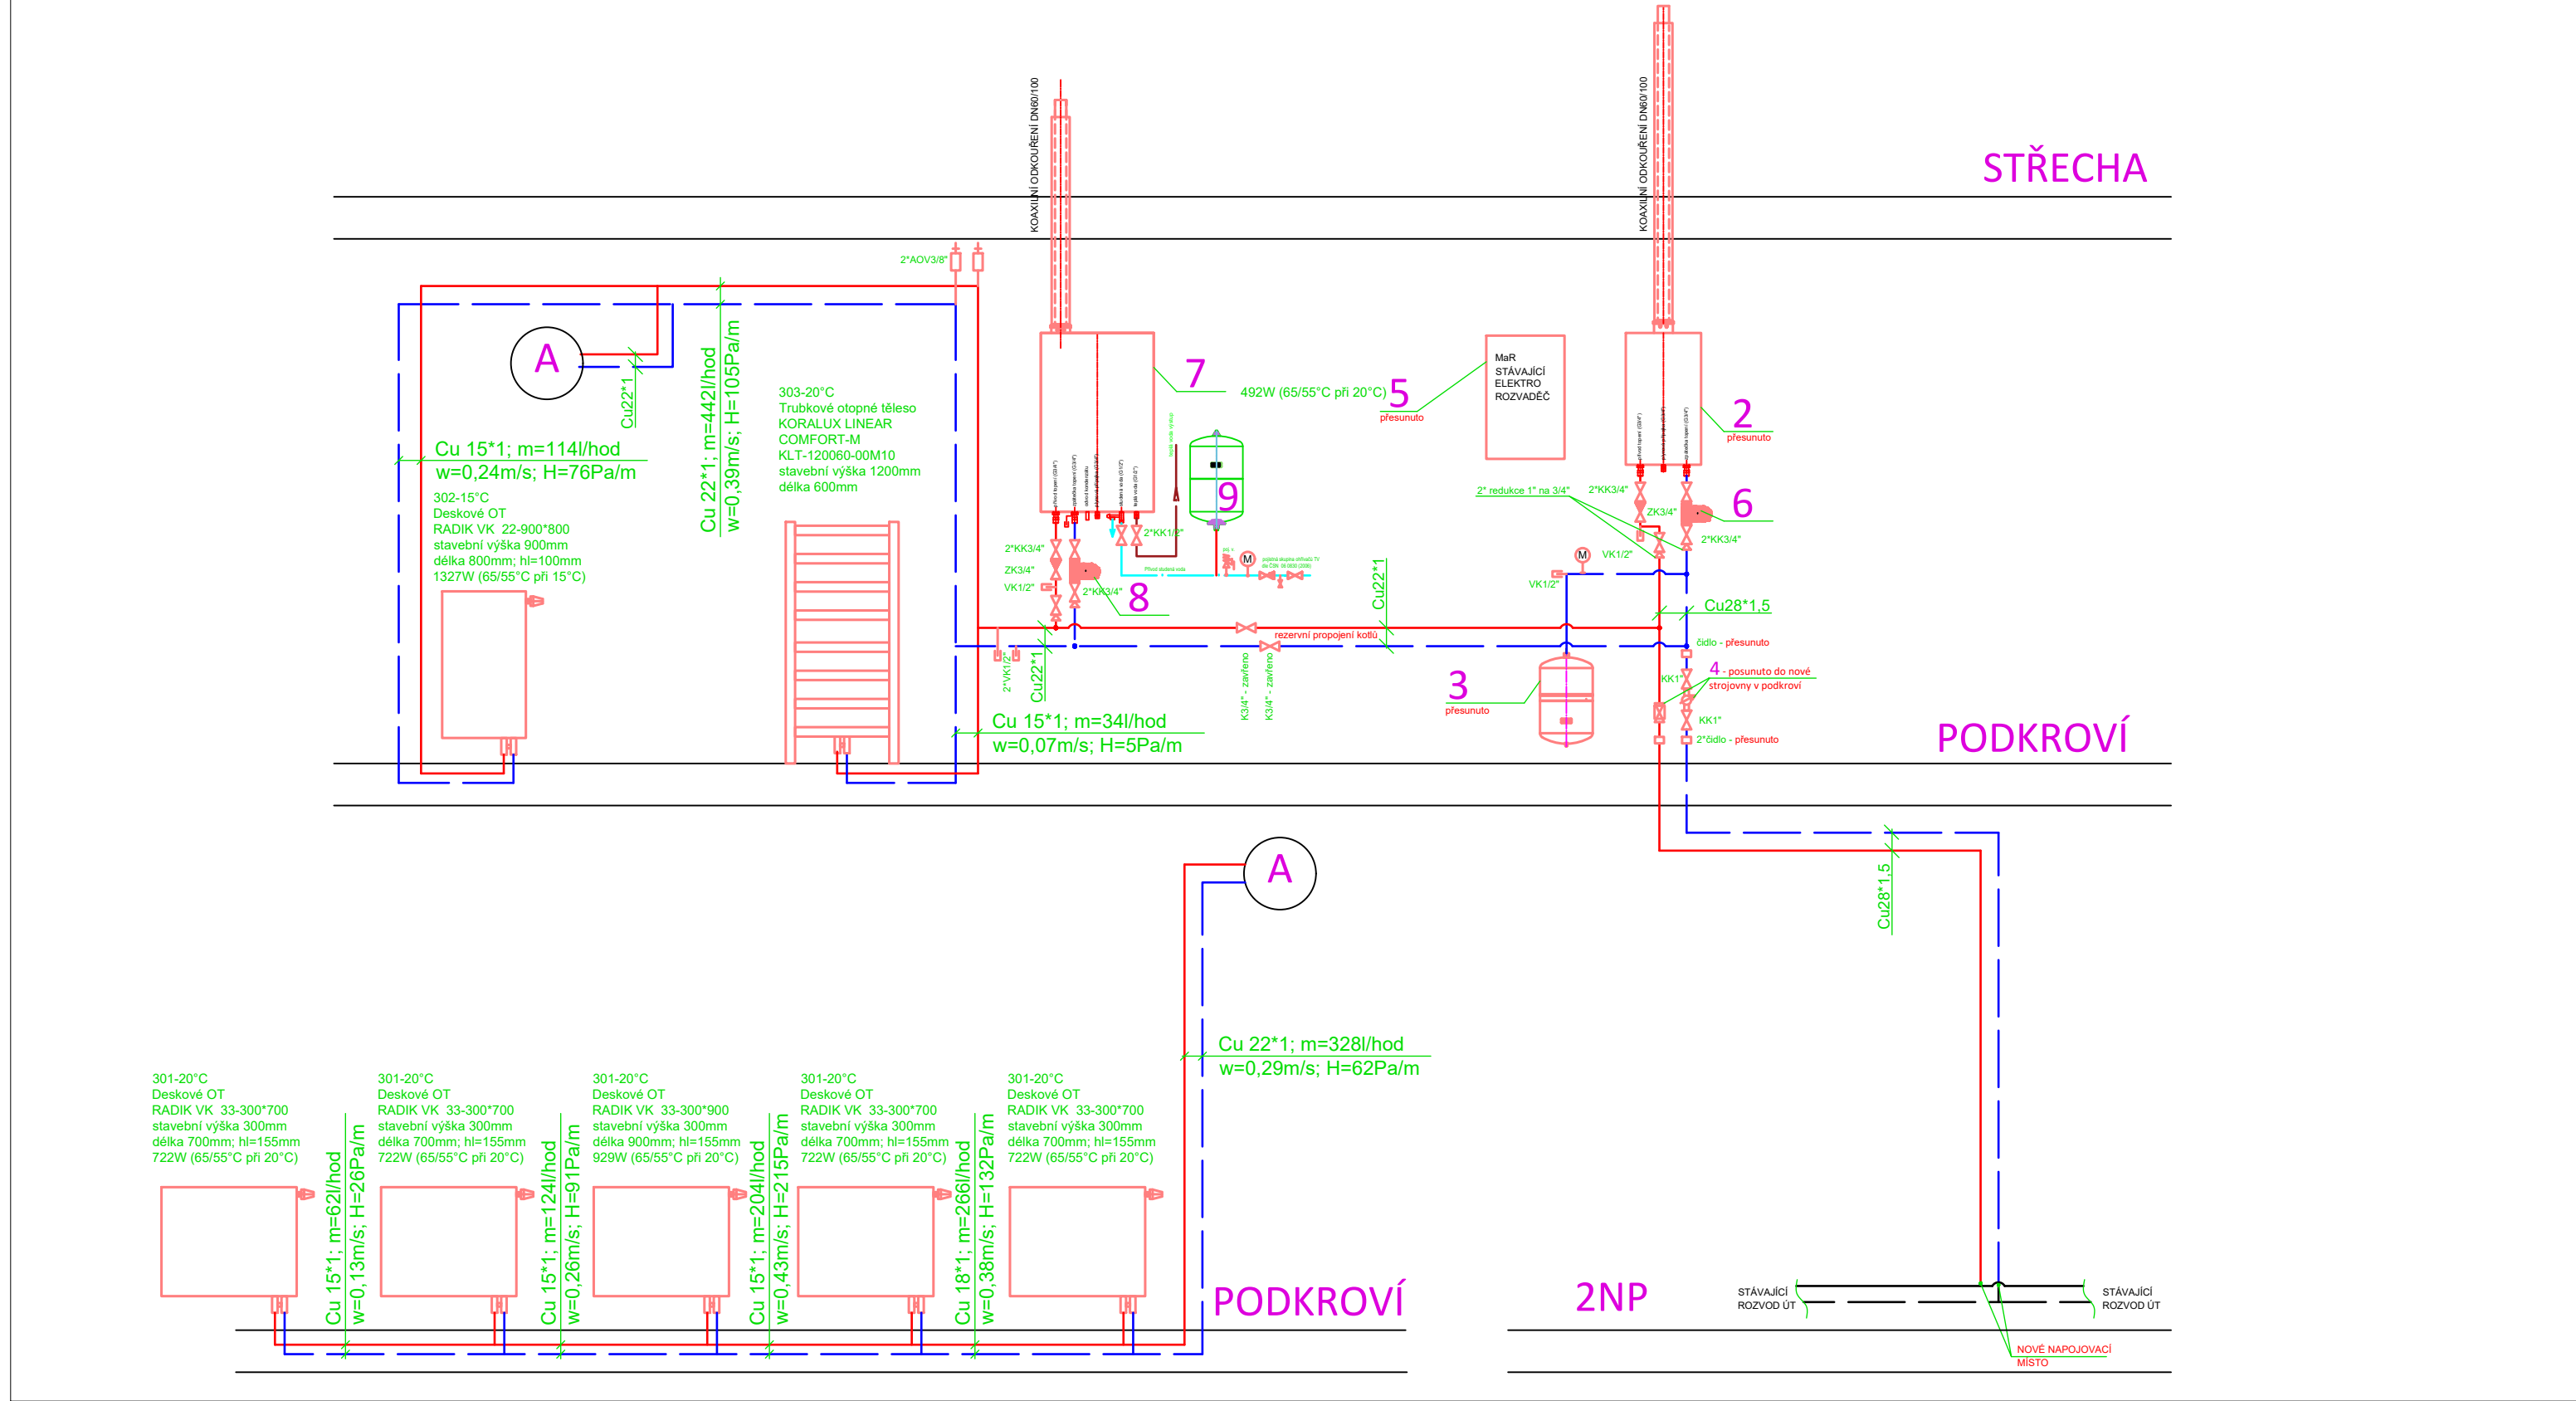 STŘECHA
KOAXILNÍ ODKOUŘENÍ DN60/100
KOAXILNÍ ODKOUŘENÍ DN60/100
2*AOV3/8"
A
Cu22*1
Cu 22*1; m=442l/hod
w=0,39m/s; H=105Pa/m
Cu 15*1; m=114l/hod
w=0,24m/s; H=76Pa/m
302-15°C
Deskové OT
RADIK VK 22-900*800
stavební výška 900mm
délka 800mm; hl=100mm
1327W (65/55°C při 15°C)
303-20°C
Trubkové otopné těleso
KORALUX LINEAR
COMFORT-M
KLT-120060-00M10
stavební výška 1200mm
délka 600mm
7
492W (65/55°C při 20°C)
5
přesunuto
MaR
STÁVAJÍCÍ
ELEKTRO
ROZVADĚČ
2
přesunuto
9
2*KK1/2"
2*KK3/4"
ZK3/4"
VK1/2"
2*KK3/4"
8
M
Přívod studená voda
2* redukce 1" na 3/4"
2*KK3/4"
ZK3/4"
6
2*KK3/4"
VK1/2"
M
VK1/2"
Cu22*1
Cu28*1,5
rezervní propojení kotlů
čidlo - přesunuto
2*VK1/2"
Cu22*1
K3/4" - zavřeno
K3/4" - zavřeno
3
přesunuto
4 - posunuto do nové
strojovny v podkroví
KK1"
KK1"
2*čidlo - přesunuto
Cu 15*1; m=34l/hod
w=0,07m/s; H=5Pa/m
PODKROVÍ
A
Cu28*1,5
Cu 22*1; m=328l/hod
w=0,29m/s; H=62Pa/m
301-20°C
Deskové OT
RADIK VK 33-300*700
stavební výška 300mm
délka 700mm; hl=155mm
722W (65/55°C při 20°C)
Cu 15*1; m=62l/hod
w=0,13m/s; H=26Pa/m
301-20°C
Deskové OT
RADIK VK 33-300*700
stavební výška 300mm
délka 700mm; hl=155mm
722W (65/55°C při 20°C)
Cu 15*1; m=124l/hod
w=0,26m/s; H=91Pa/m
301-20°C
Deskové OT
RADIK VK 33-300*900
stavební výška 300mm
délka 900mm; hl=155mm
929W (65/55°C při 20°C)
Cu 15*1; m=204l/hod
w=0,43m/s; H=215Pa/m
301-20°C
Deskové OT
RADIK VK 33-300*700
stavební výška 300mm
délka 700mm; hl=155mm
722W (65/55°C při 20°C)
Cu 18*1; m=266l/hod
w=0,38m/s; H=132Pa/m
301-20°C
Deskové OT
RADIK VK 33-300*700
stavební výška 300mm
délka 700mm; hl=155mm
722W (65/55°C při 20°C)
PODKROVÍ
2NP
STÁVAJÍCÍ
ROZVOD ÚT
STÁVAJÍCÍ
ROZVOD ÚT
NOVÉ NAPOJOVACÍ
MÍSTO